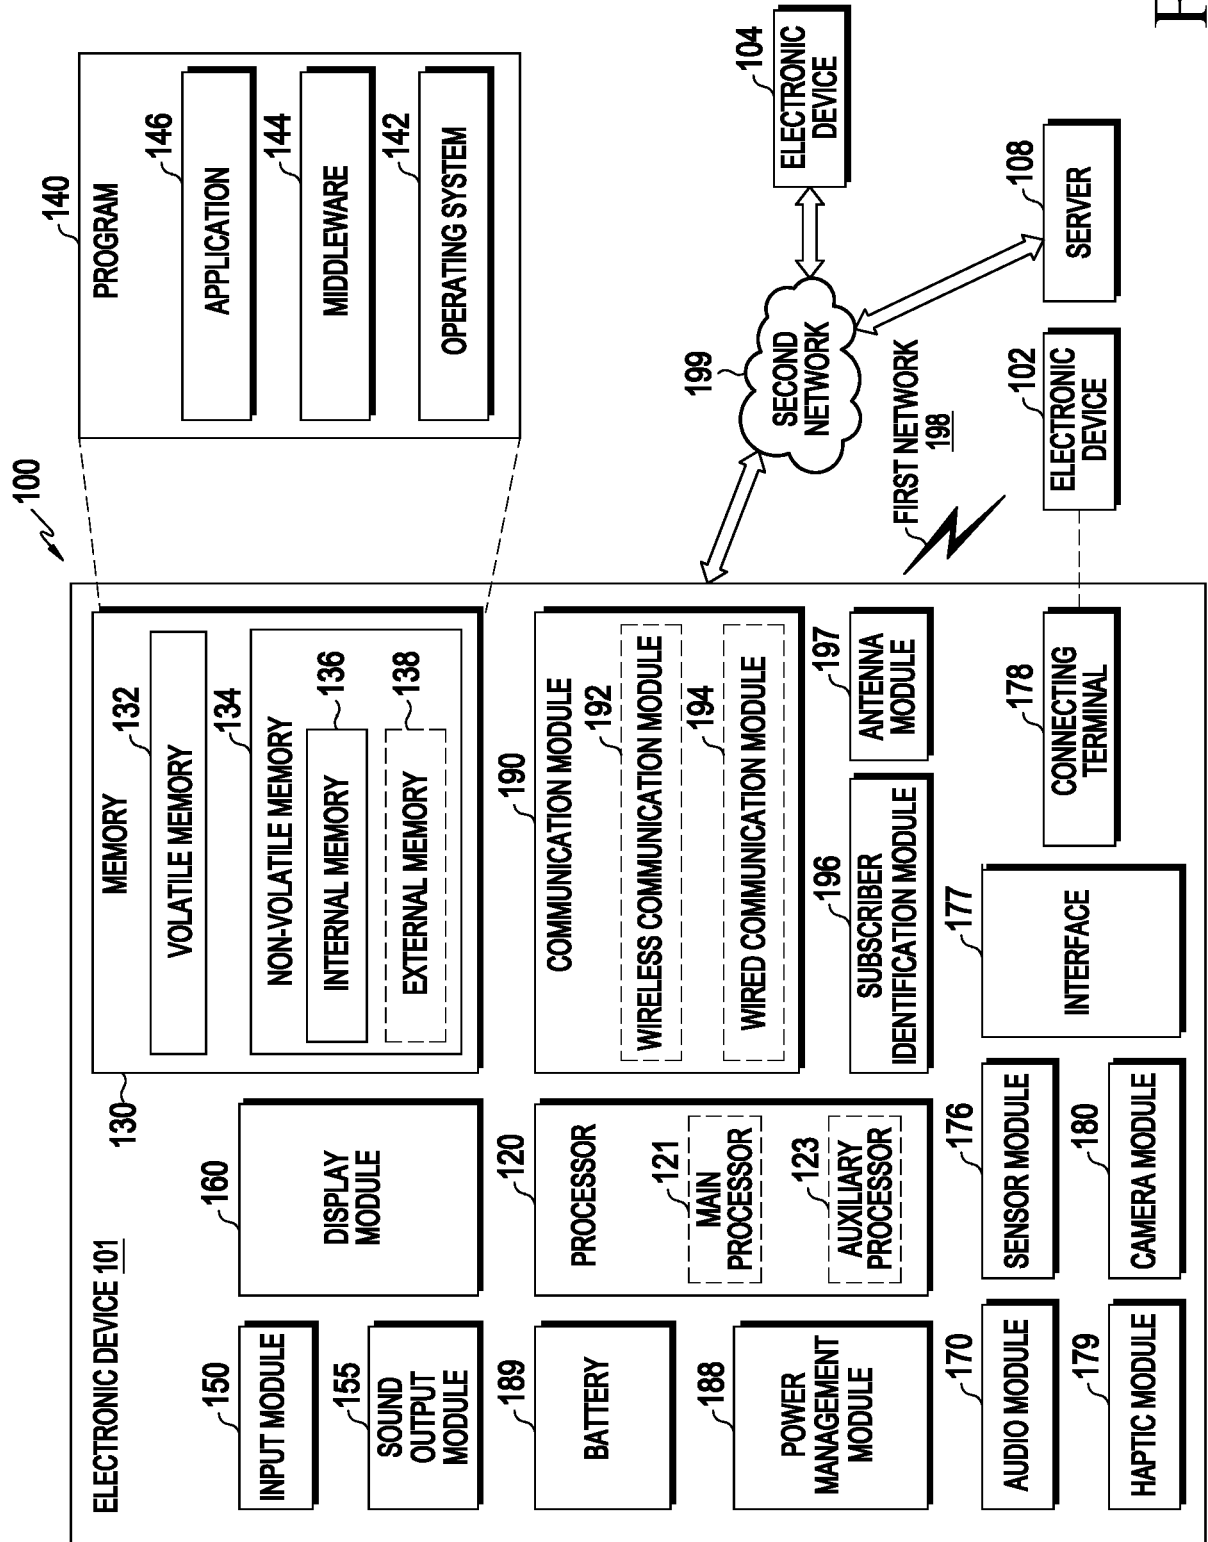 100
140
PROGRAM
146
APPLICATION
144
MIDDLEWARE
142
OPERATING SYSTEM
ELECTRONIC DEVICE 101
150
INPUT MODULE
155
SOUND
OUTPUT
MODULE
189
BATTERY
188
POWER
MANAGEMENT
MODULE
170
AUDIO MODULE
179
HAPTIC MODULE
160
DISPLAY
MODULE
120
PROCESSOR
121
MAIN
PROCESSOR
123
AUXILIARY
PROCESSOR
176
SENSOR MODULE
180
CAMERA MODULE
130
MEMORY
132
VOLATILE MEMORY
134
NON-VOLATILE MEMORY
136
INTERNAL MEMORY
138
EXTERNAL MEMORY
190
COMMUNICATION MODULE
192
WIRELESS COMMUNICATION MODULE
194
WIRED COMMUNICATION MODULE
196
SUBSCRIBER
IDENTIFICATION MODULE
197
ANTENNA
MODULE
177
INTERFACE
178
CONNECTING
TERMINAL
199
SECOND
NETWORK
FIRST NETWORK
198
104
ELECTRONIC
DEVICE
102
ELECTRONIC
DEVICE
108
SERVER